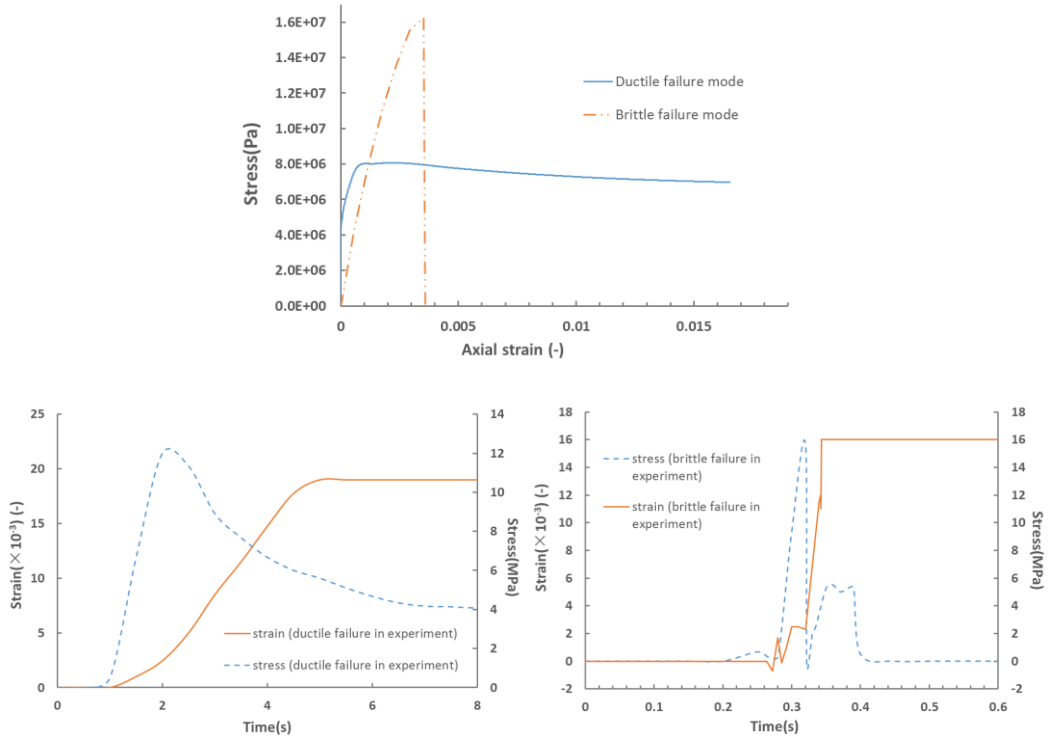 1.6E+07
1.4E+07
1.2E+07
1.0E+07
8.0E+06
6.0E+06
4.0E+06
2.0E+06
0.0E+00
Stress(Pa)
Ductile failure mode
Brittle failure mode
0 0.005 0.01 0.015
Axial strain (-)
25
20
15
10
5
0
Strain(×10⁻³) (-)
14
12
10
8
6
4
2
0
Stress(MPa)
strain (ductile failure in experiment)
stress (ductile failure in experiment)
0 2 4 6 8
Time(s)
18
16
14
12
10
8
6
4
2
0
-2
Strain(×10⁻³) (-)
stress (brittle failure in
experiment)
strain (brittle failure in
experiment)
18
16
14
12
10
8
6
4
2
0
-2
Stress(MPa)
0 0.1 0.2 0.3 0.4 0.5 0.6
Time(s)